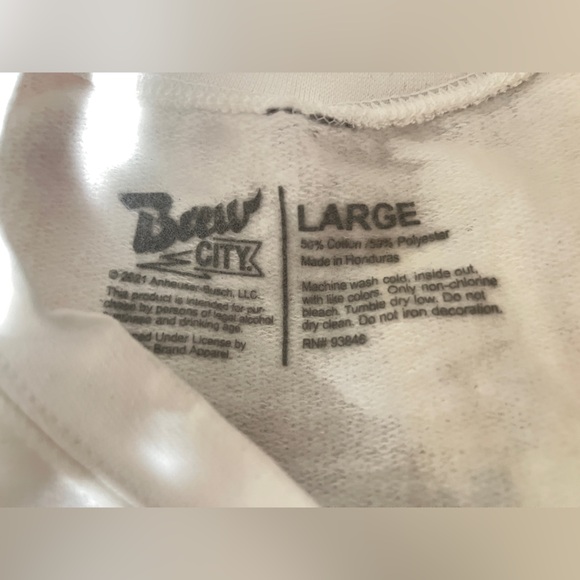 Brew
CITY.
© 2021 Anheuser-Busch, LLC.
This product is intended for pur-
chase by persons of legal alcohol
purchase and drinking age.
Under License by
Brand Apparel.
LARGE
50% Cotton /50% Polyester
Made in Honduras
Machine wash cold, inside out,
with like colors. Only non-chlorine
bleach. Tumble dry low. Do not
dry clean. Do not iron decoration.
RN# 93846